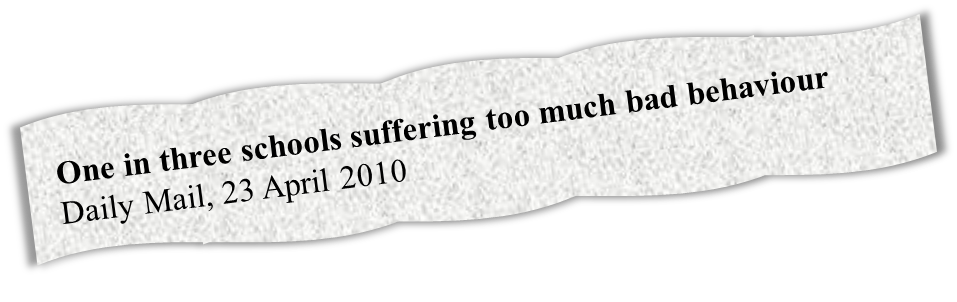 One in three schools suffering too much bad behaviour
Daily Mail, 23 April 2010